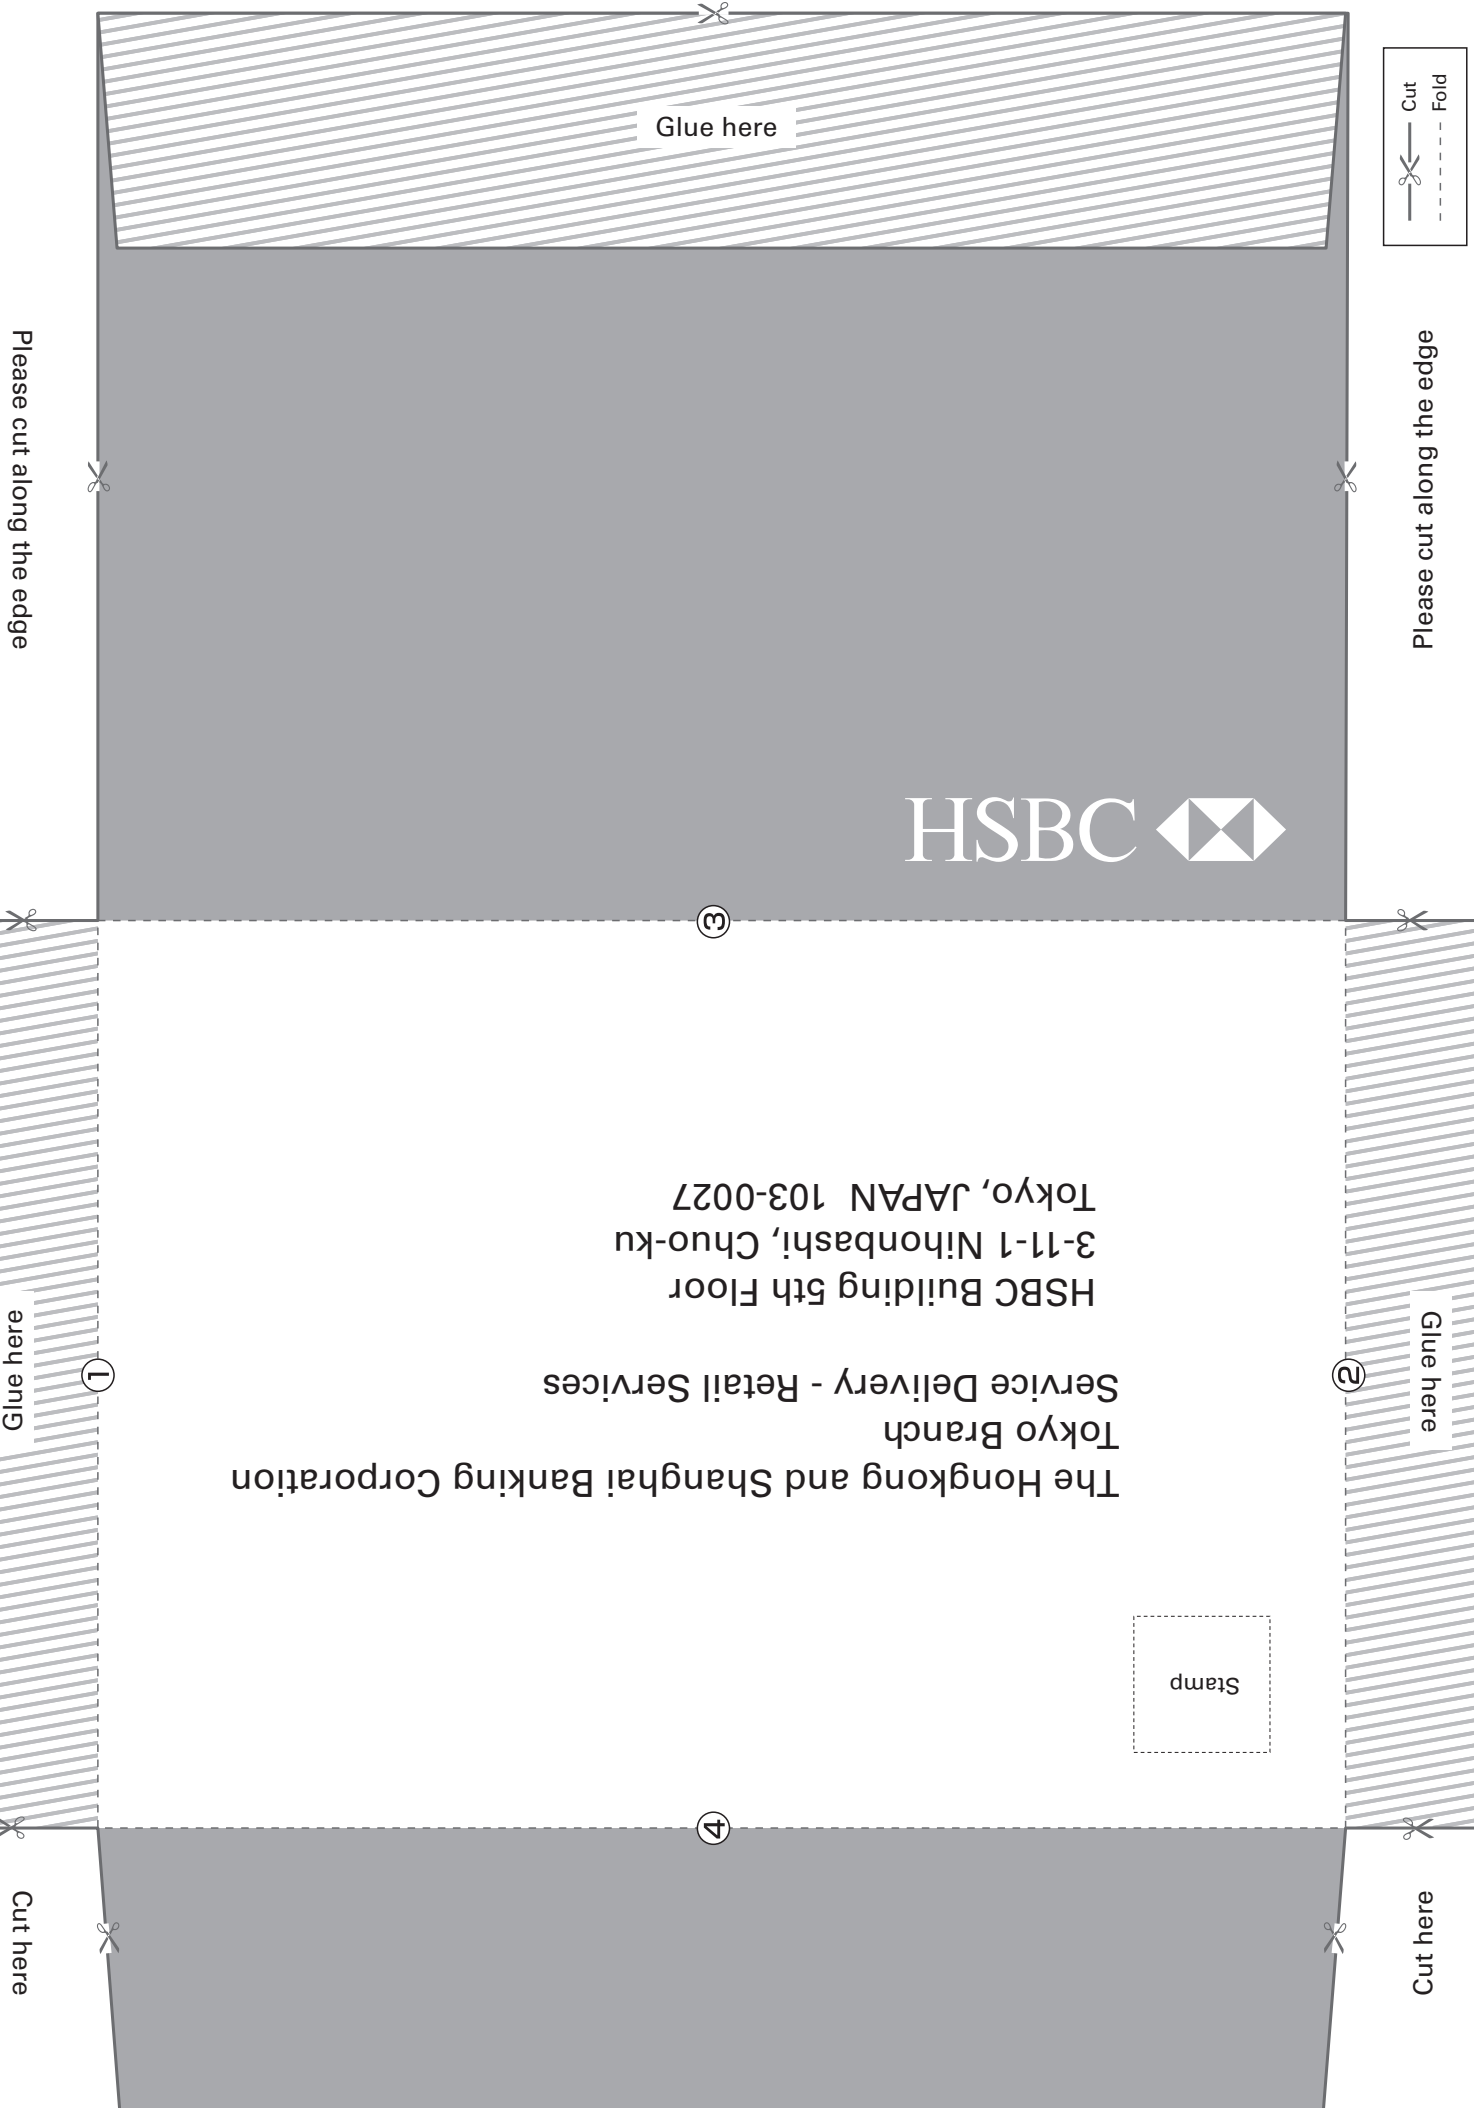 Glue here
Cut
Fold
Please cut along the edge
Please cut along the edge
HSBC
3
The Hongkong and Shanghai Banking Corporation
Tokyo Branch
Service Delivery - Retail Services
HSBC Building 5th Floor
3-11-1 Nihonbashi, Chuo-ku
Tokyo, JAPAN 103-0027
Glue here
1
2
Glue here
Stamp
4
Cut here
Cut here